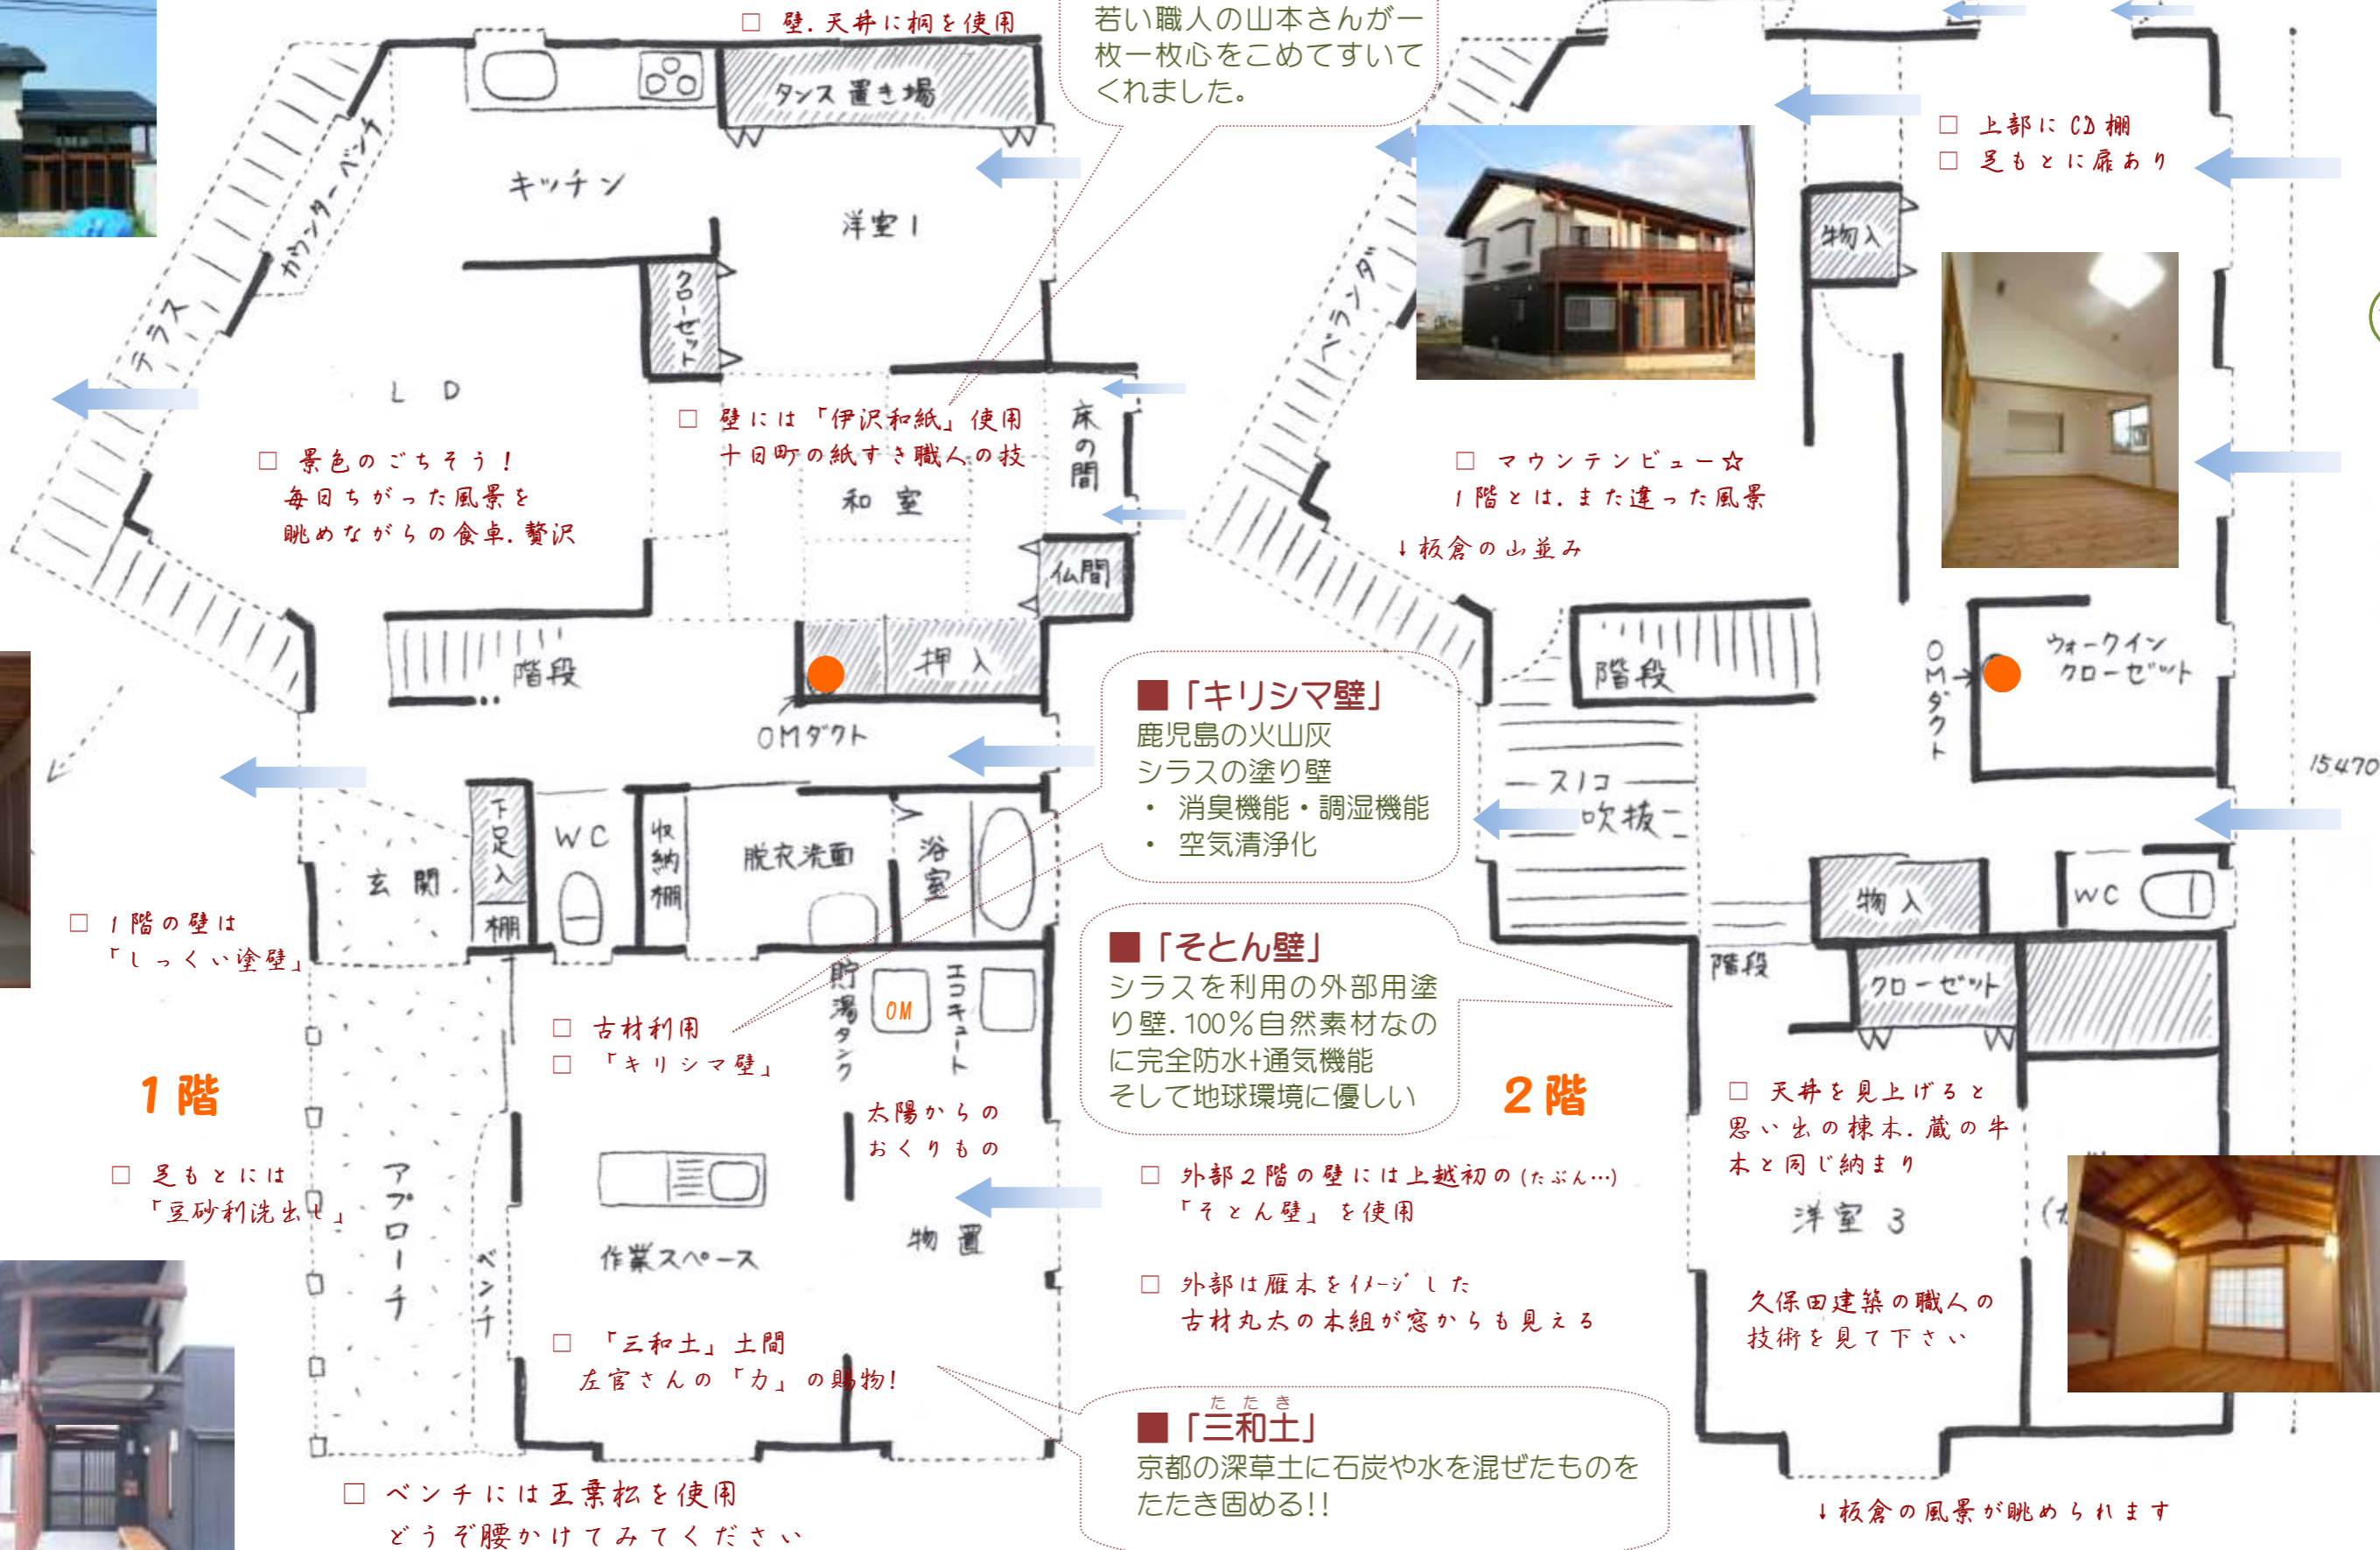 □ 壁.天井に桐を使用
タンス置き場
カウンターベンチ
キッチン
洋室1
テラス
クローゼット
LD
□ 景色のごちそう!
毎日ちがった風景を
眺めながらの食卓.贅沢
□ 壁には「伊沢和紙」使用
十日町の紙すき職人の技
床の間
和室
仏間
階段
押入
OMダクト
下足入
棚
WC
収納棚
脱衣洗面
浴室
玄関
□ 1階の壁は
「しっくい塗壁」
貯湯タンク
OM
エコキュート
□ 古材利用
□ 「キリシマ壁」
1階
太陽からの
おくりもの
□ 足もとには
「豆砂利洗出し」
アプローチ
ベンチ
作業スペース
物置
□ 「三和土」土間
左官さんの「力」の賜物!
□ ベンチには五葉松を使用
どうぞ腰かけてみてください
若い職人の山本さんが一
枚一枚心をこめてすいて
くれました。
■「キリシマ壁」
鹿児島の火山灰
シラスの塗り壁
・ 消臭機能・調湿機能
・ 空気清浄化
■「そとん壁」
シラスを利用の外部用塗
り壁.100%自然素材なの
に完全防水+通気機能
そして地球環境に優しい
□ 外部2階の壁には上越初の(たぶん…)
「そとん壁」を使用
□ 外部は雁木をイメージした
古材丸太の木組が窓からも見える
たたき
■「三和土」
京都の深草土に石炭や水を混ぜたものを
たたき固める!!
□ 上部にCD棚
□ 足もとに扉あり
物入
ベランダ
□ マウンテンビュー☆
1階とは.また違った風景
↓板倉の山並み
階段
OMダクト
ウォークイン
クローゼット
15470
スノコ
吹抜
物入
WC
階段
クローゼット
2階
□ 天井を見上げると
思い出の棟木.蔵の牛
木と同じ納まり
洋室3
久保田建築の職人の
技術を見て下さい
↓板倉の風景が眺められます